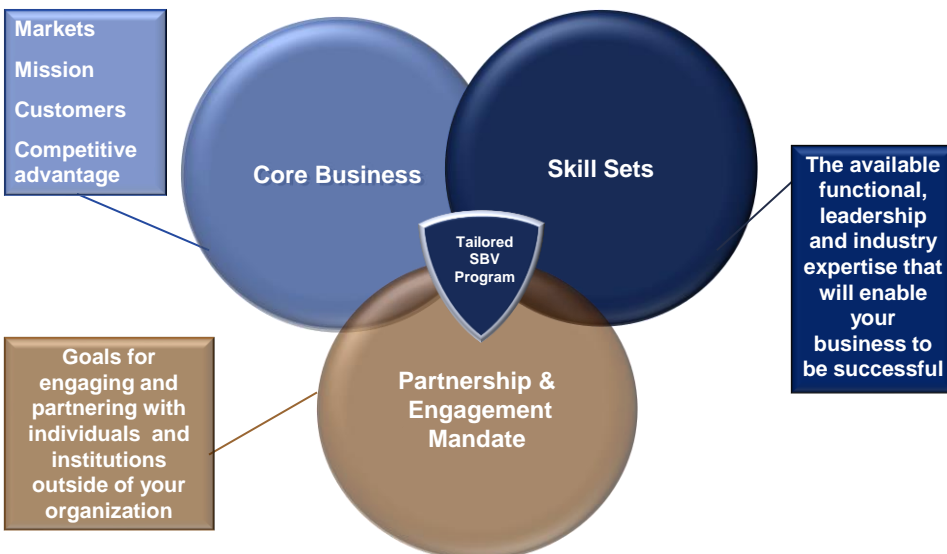 Markets
Mission
Customers
Competitive
advantage
Core Business
Skill Sets
The available
functional,
leadership
and industry
expertise that
will enable
your
business to
be successful
Tailored
SBV
Program
Goals for
engaging and
partnering with
individuals and
institutions
outside of your
organization
Partnership &
Engagement
Mandate